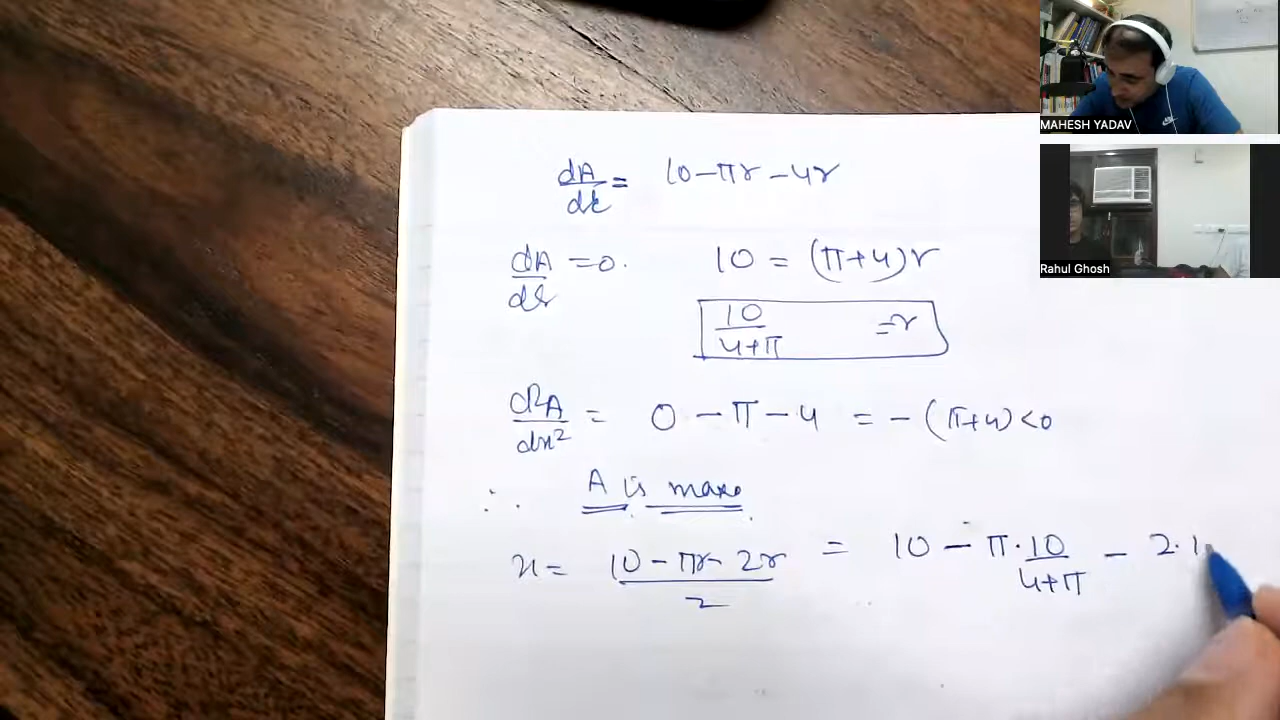 dA/dr = 10 - πr - 4r
dA/dr = 0. 10 = (π+4)r
10/4+π = r
d²A/dx² = 0 - π - 4 = - (π+4) < 0
∴ A is max
x = 10 - πr - 2r/2 = 10 - π·10/4+π - 2·1
MAHESH YADAV
Rahul Ghosh